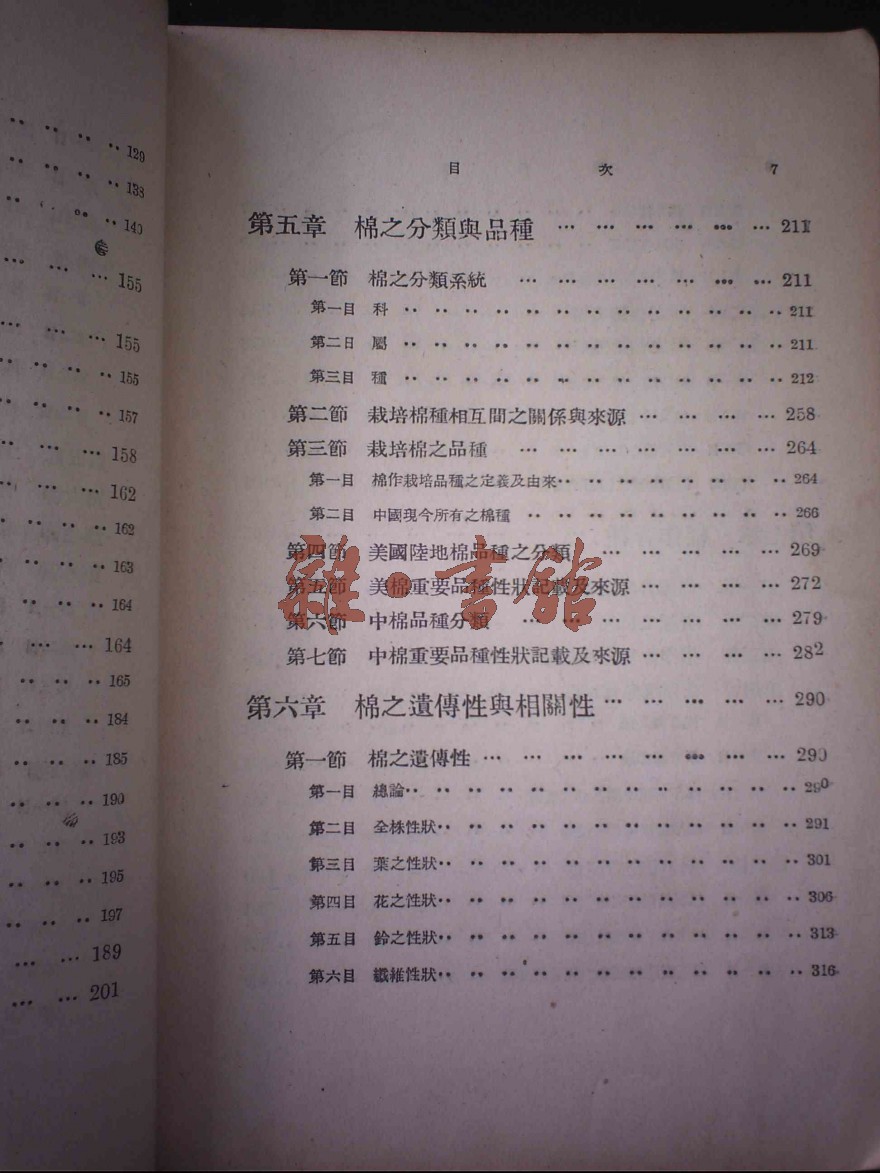 129
138
140
155
155
155
157
158
162
162
163
164
164
165
184
185
190
193
195
197
189
201
目 次 7
第五章 棉之分類與品種 … … … … … … 211
第一節 棉之分類系統 … … … … … … … 211
第一目 科 ‥ ‥ ‥ ‥ ‥ ‥ ‥ ‥ ‥ ‥ ‥ ‥ ‥ 211
第二日 屬 ‥ ‥ ‥ ‥ ‥ ‥ ‥ ‥ ‥ ‥ ‥ ‥ ‥ 211
第三目 種 ‥ ‥ ‥ ‥ ‥ ‥ ‥ ‥ ‥ ‥ ‥ ‥ ‥ 212
第二節 栽培棉種相互間之關係與來源 … … … … 258
第三節 栽培棉之品種 … … … … … … … 264
第一目 棉作栽培品種之定義及由來‥ ‥ ‥ ‥ ‥ ‥ ‥ ‥ 264
第二目 中國現今所有之棉種 ‥ ‥ ‥ ‥ ‥ ‥ ‥ ‥ ‥ 266
第四節 美國陸地棉品種之分類 … … … … … 269
第五節 美棉重要品種性狀記載及來源 … … … … 272
第六節 中棉品種分類 … … … … … … … 279
第七節 中棉重要品種性狀記載及來源 … … … … 282
第六章 棉之遺傳性與相關性 … … … … … 290
第一節 棉之遺傳性 … … … … … … … … 290
第一目 總論‥ ‥ ‥ ‥ ‥ ‥ ‥ ‥ ‥ ‥ ‥ ‥ ‥ 290
第二目 全株性狀‥ ‥ ‥ ‥ ‥ ‥ ‥ ‥ ‥ ‥ ‥ ‥ 291
第三目 葉之性狀‥ ‥ ‥ ‥ ‥ ‥ ‥ ‥ ‥ ‥ ‥ ‥ 301
第四目 花之性狀‥ ‥ ‥ ‥ ‥ ‥ ‥ ‥ ‥ ‥ ‥ ‥ 306
第五目 鈴之性狀‥ ‥ ‥ ‥ ‥ ‥ ‥ ‥ ‥ ‥ ‥ ‥ 313
第六目 纖維性狀‥ ‥ ‥ ‥ ‥ ‥ ‥ ‥ ‥ ‥ ‥ ‥ 316
雜·書館